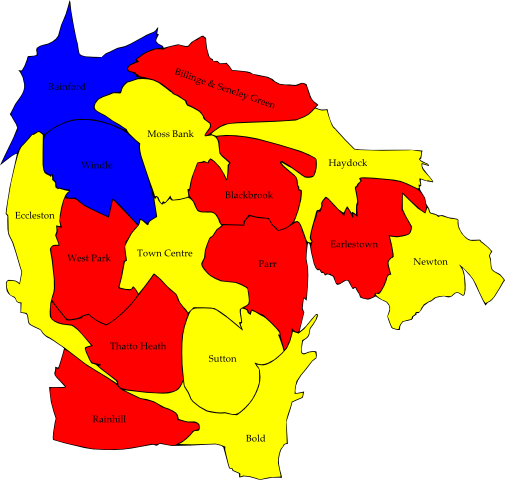 Rainford
Billinge & Seneley Green
Moss Bank
Windle
Haydock
Blackbrook
Eccleston
Earlestown
West Park
Town Centre
Parr
Newton
Thatto Heath
Sutton
Rainhill
Bold